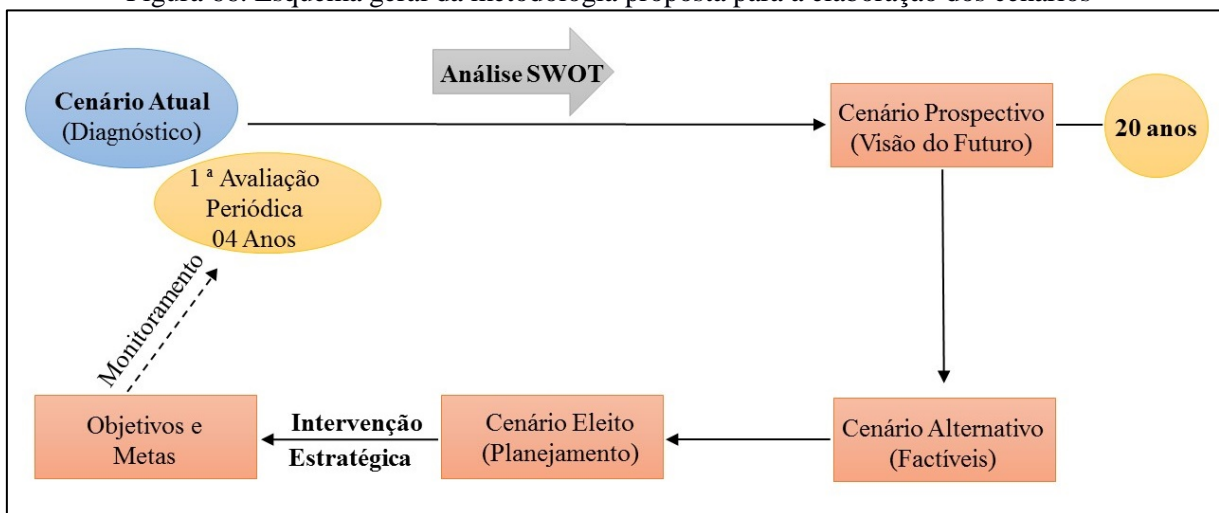 Análise SWOT
Cenário Atual
(Diagnóstico)
Cenário Prospectivo
(Visão do Futuro)
20 anos
1 ª Avaliação
Periódica
04 Anos
Monitoramento
Objetivos e
Metas
Intervenção
Estratégica
Cenário Eleito
(Planejamento)
Cenário Alternativo
(Factíveis)